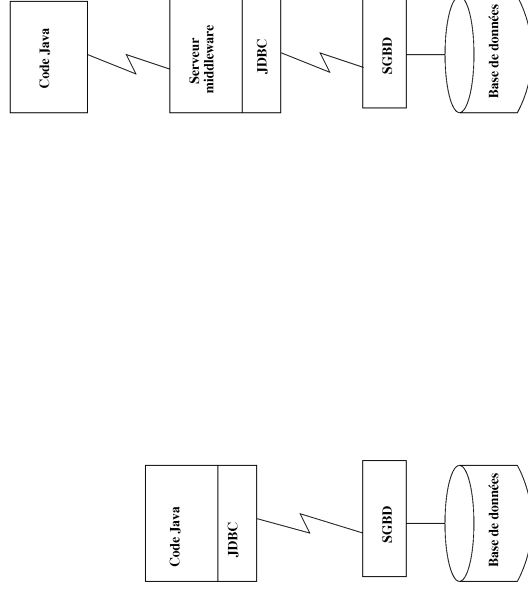 Code Java
Serveur
middleware
JDBC
SGBD
Base de données
Code Java
JDBC
SGBD
Base de données